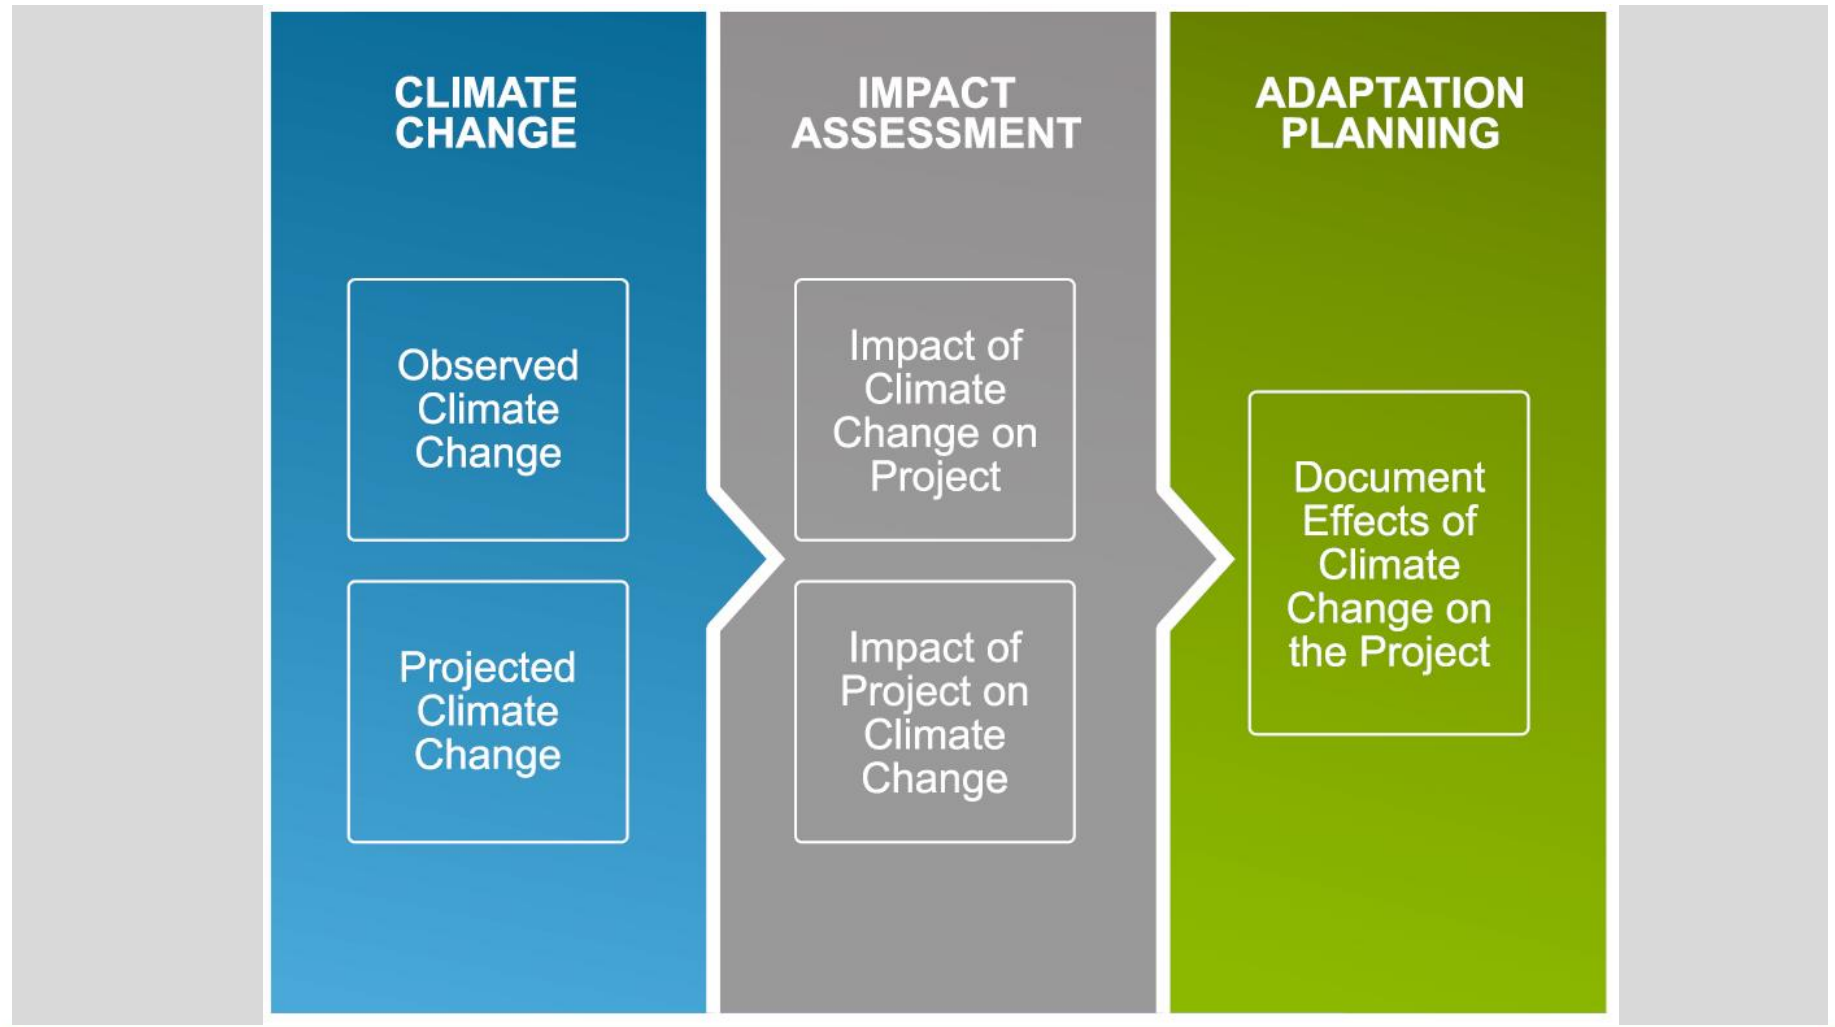 CLIMATE
CHANGE
Observed
Climate
Change
Projected
Climate
Change
IMPACT
ASSESSMENT
Impact of
Climate
Change on
Project
Impact of
Project on
Climate
Change
ADAPTATION
PLANNING
Document
Effects of
Climate
Change on
the Project